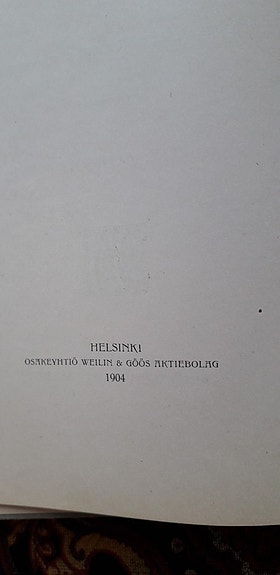 HELSINKI
OSAKEYHTIÖ WEILIN & GÖÖS AKTIEBOLAG
1904